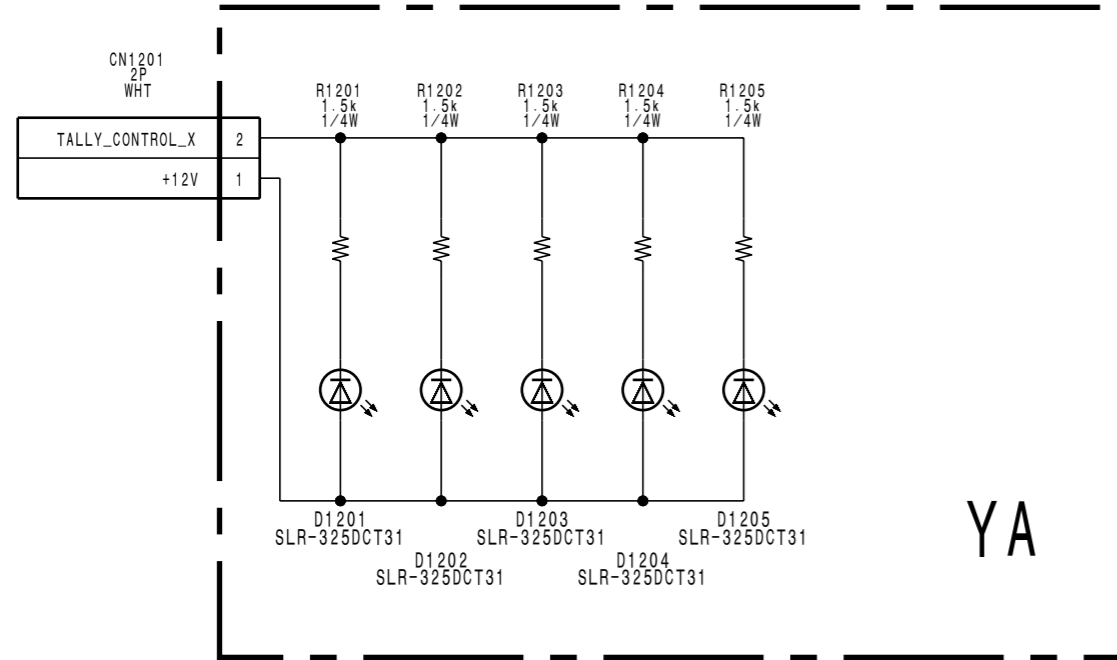 CN1201
2P
WHT
TALLY_CONTROL_X 2
+12V 1
R1201
1.5k
1/4W
R1202
1.5k
1/4W
R1203
1.5k
1/4W
R1204
1.5k
1/4W
R1205
1.5k
1/4W
D1201
SLR-325DCT31
D1202
SLR-325DCT31
D1203
SLR-325DCT31
D1204
SLR-325DCT31
D1205
SLR-325DCT31
YA